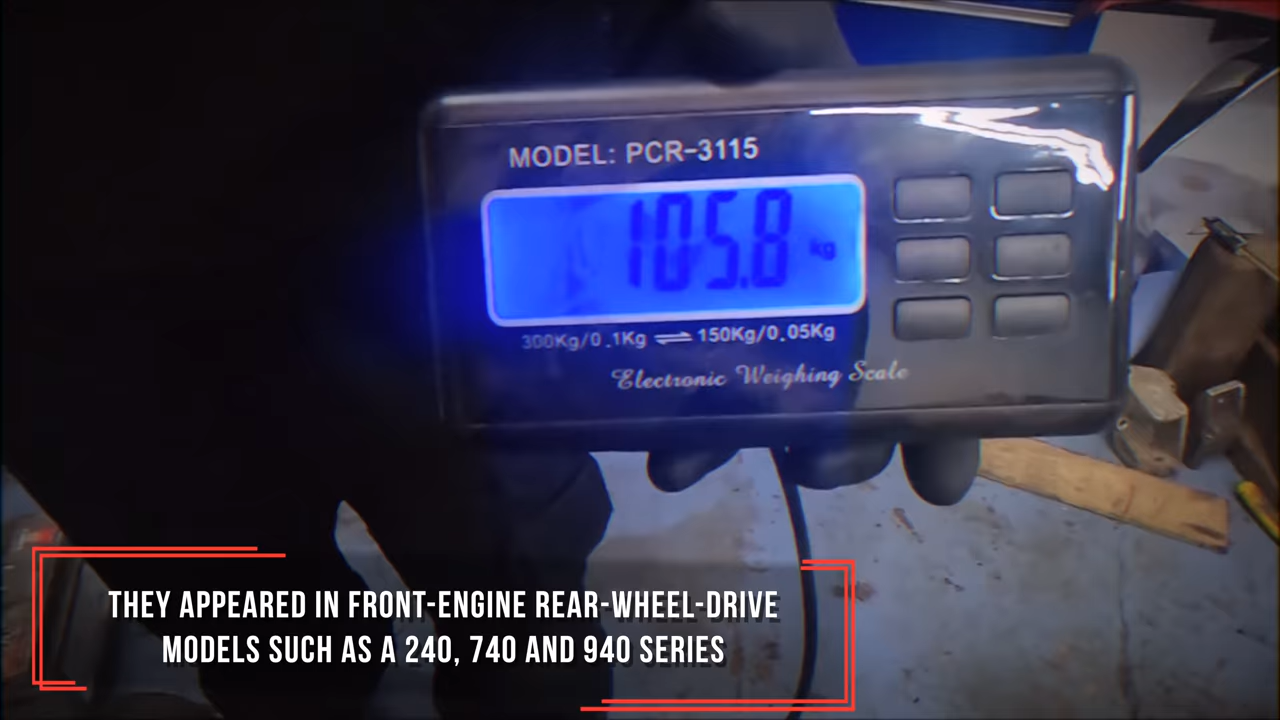 MODEL: PCR-3115
105.8 kg
300Kg/0.1Kg ⇌ 150Kg/0.05Kg
Electronic Weighing Scale
THEY APPEARED IN FRONT-ENGINE REAR-WHEEL-DRIVE
MODELS SUCH AS A 240, 740 AND 940 SERIES